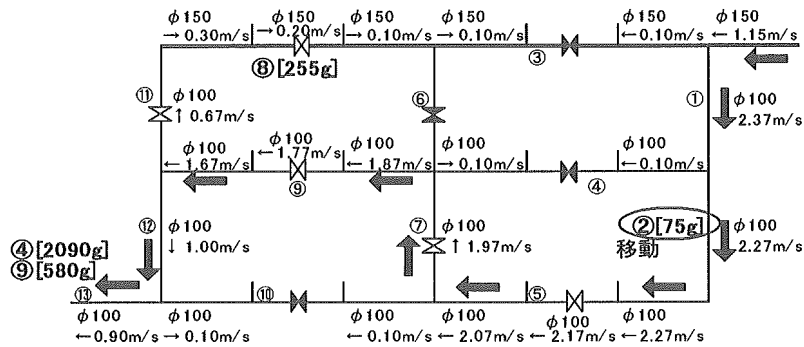 φ150 φ150 φ150 φ150 φ150 φ150
→ 0.30m/s → 0.20m/s → 0.10m/s → 0.10m/s ← 0.10m/s ← 1.15m/s
⑧[255g] ③
⑪ φ100 ⑥ ① φ100
↑ 0.67m/s 2.37m/s
φ100 φ100 φ100 φ100 φ100
← 1.67m/s ← 1.77m/s ← 1.87m/s → 0.10m/s ← 0.10m/s
⑨ ④
⑫ φ100 ⑦ φ100 ②[75g] φ100
④[2090g] ↓ 1.00m/s ↑ 1.97m/s 移動 2.27m/s
⑨[580g]
⑬ ⑩ ⑤
φ100 φ100 φ100 φ100 φ100 φ100
← 0.90m/s → 0.10m/s ← 0.10m/s ← 2.07m/s ← 2.17m/s ← 2.27m/s